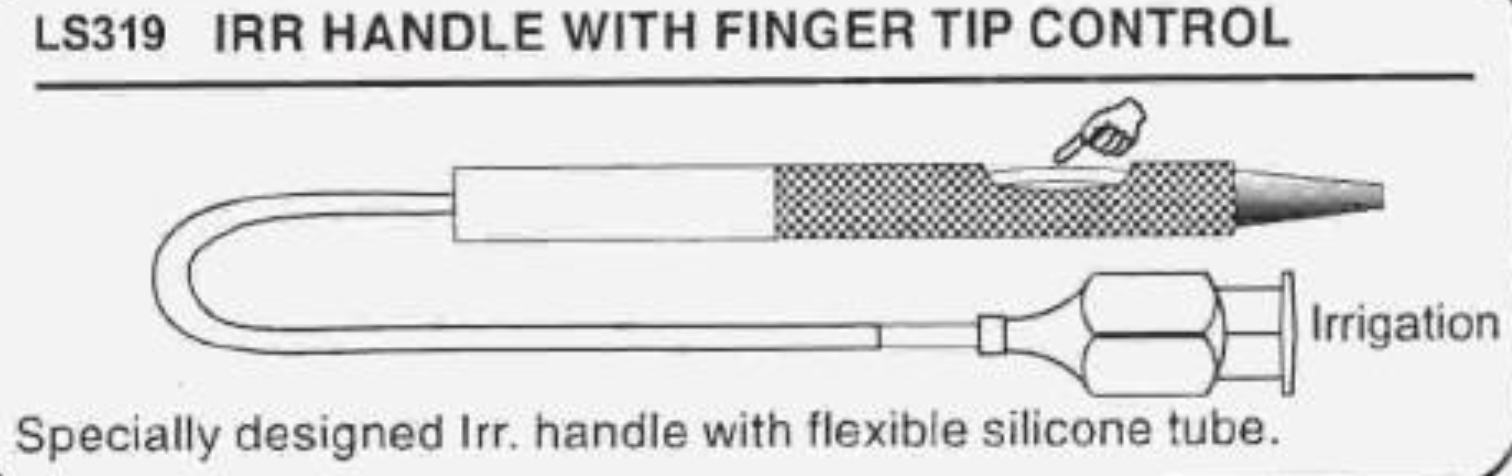 LS319 IRR HANDLE WITH FINGER TIP CONTROL
Irrigation
Specially designed Irr. handle with flexible silicone tube.